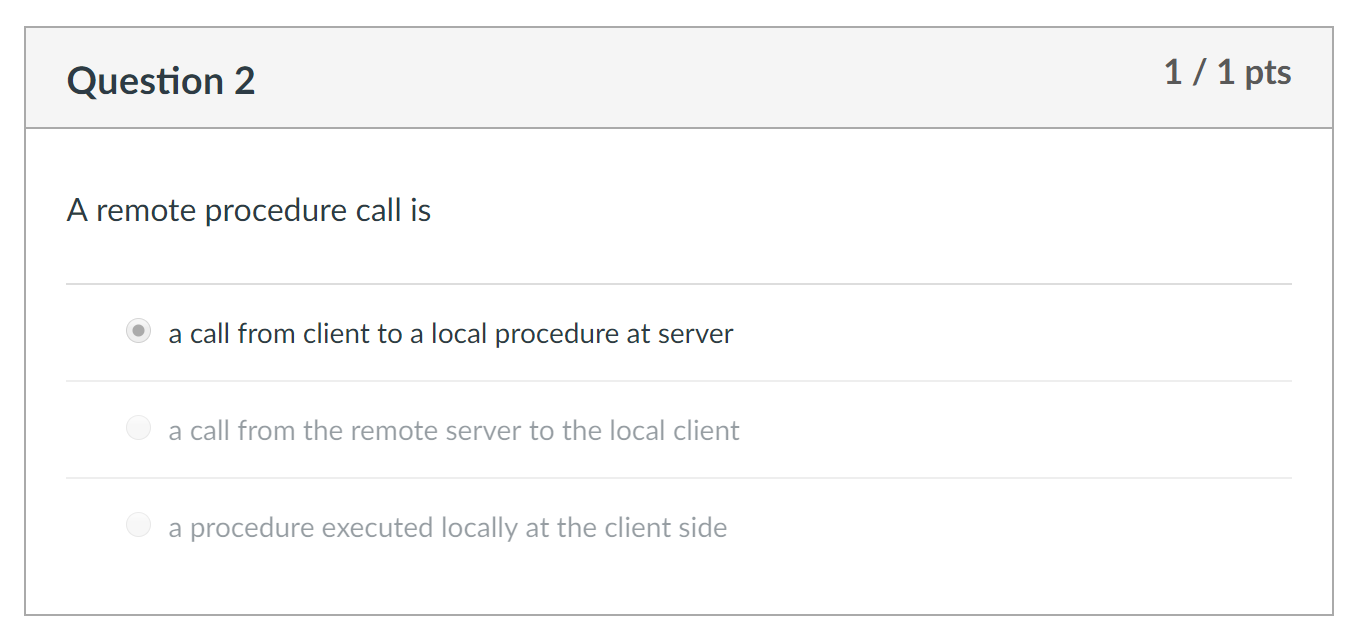 Question 2
1 / 1 pts
A remote procedure call is
a call from client to a local procedure at server
a call from the remote server to the local client
a procedure executed locally at the client side